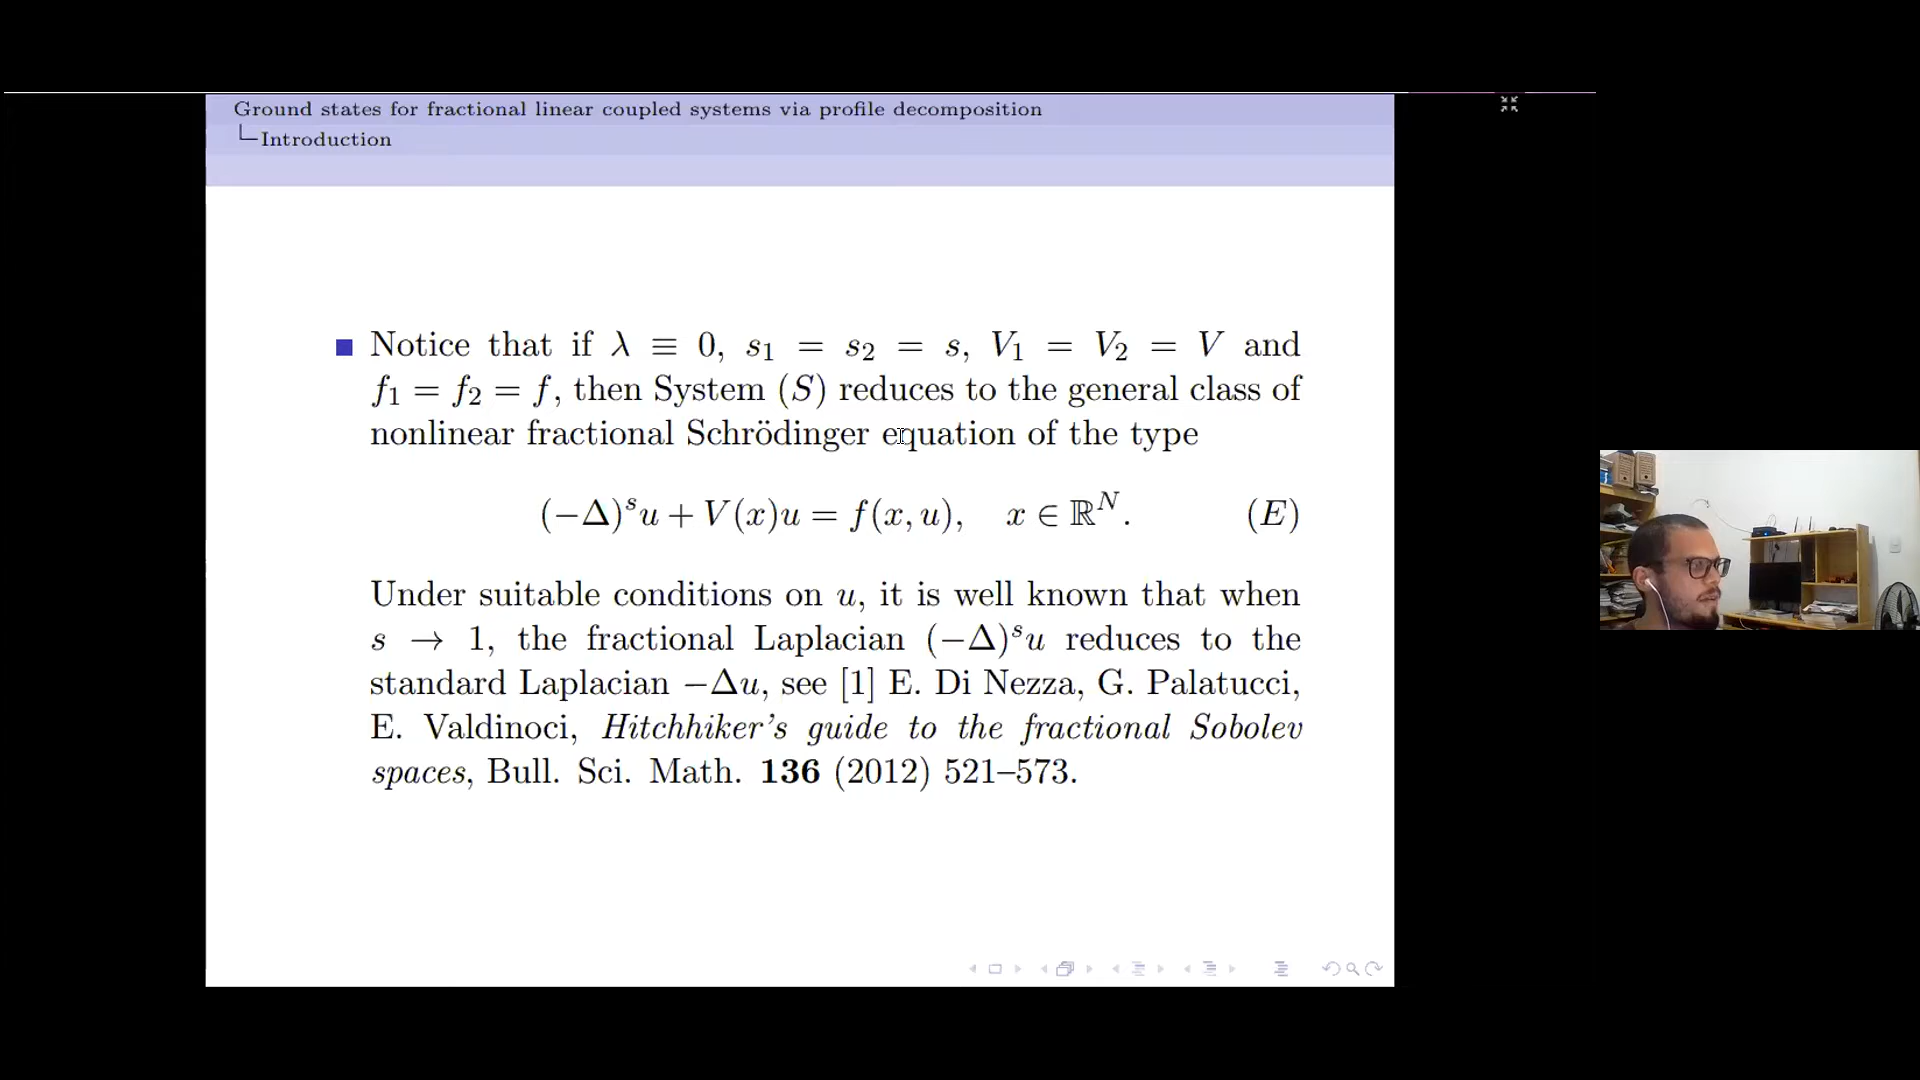 Ground states for fractional linear coupled systems via profile decomposition
Introduction
Notice that if λ ≡ 0, s₁ = s₂ = s, V₁ = V₂ = V and
f₁ = f₂ = f, then System (S) reduces to the general class of
nonlinear fractional Schrödinger equation of the type
(−Δ)ˢu + V(x)u = f(x, u), x ∈ ℝᴺ. (E)
Under suitable conditions on u, it is well known that when
s → 1, the fractional Laplacian (−Δ)ˢu reduces to the
standard Laplacian −Δu, see [1] E. Di Nezza, G. Palatucci,
E. Valdinoci, Hitchhiker's guide to the fractional Sobolev
spaces, Bull. Sci. Math. 136 (2012) 521–573.